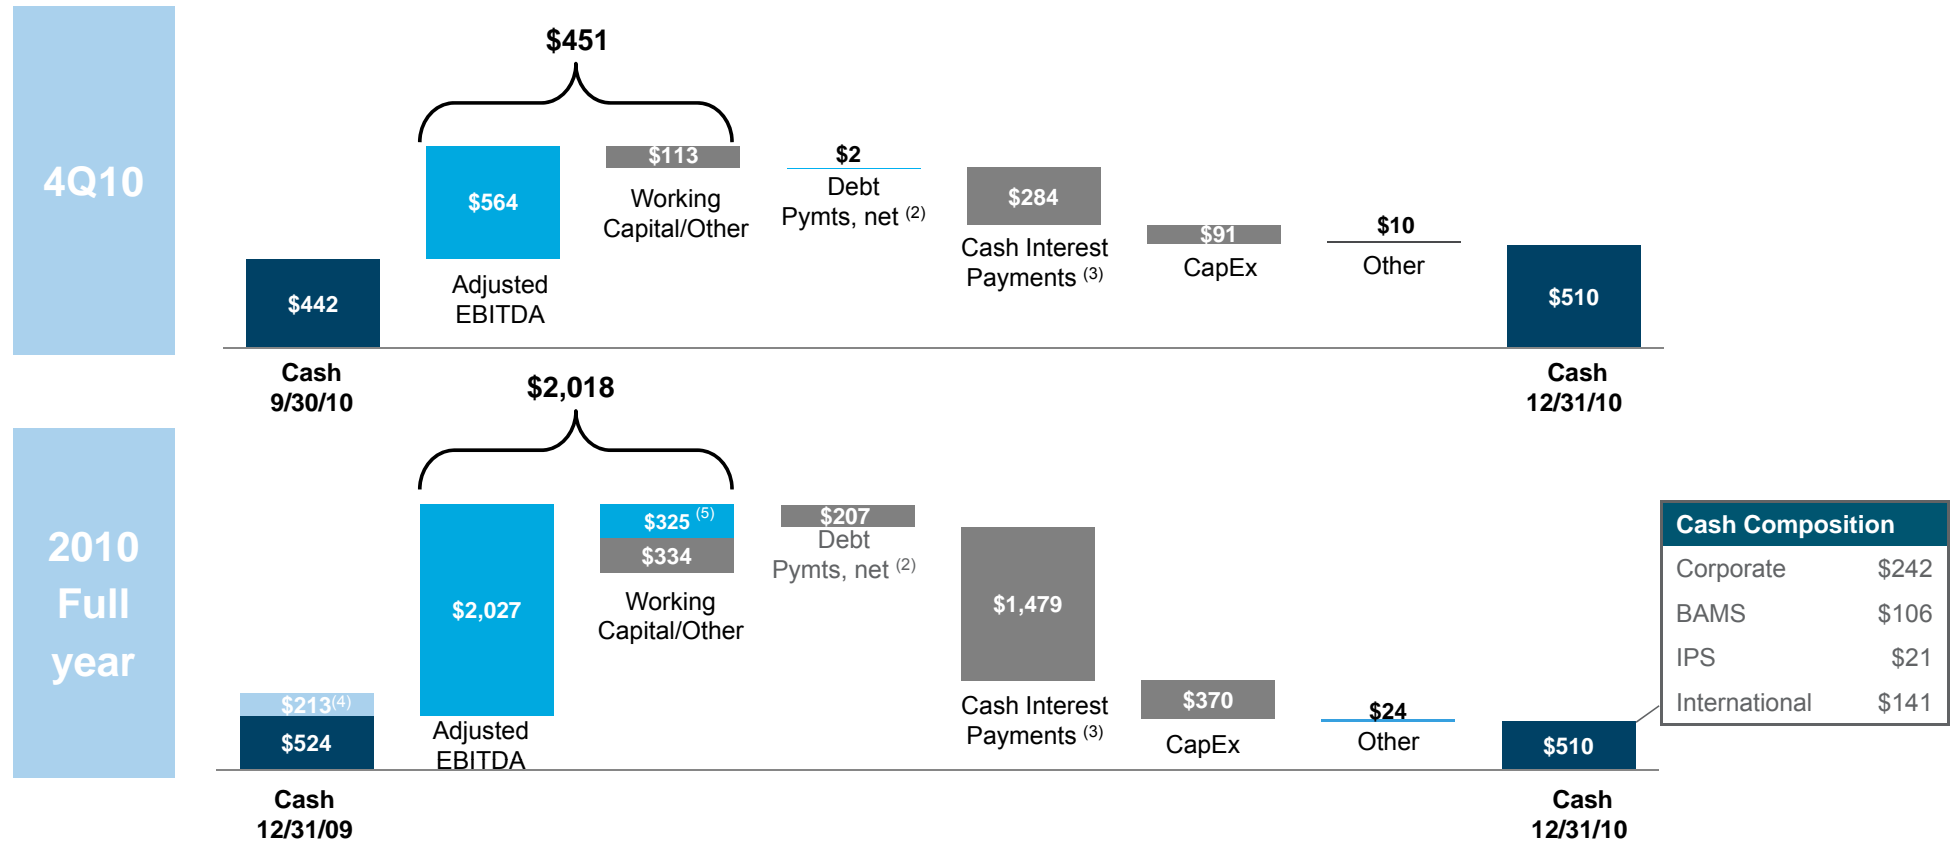 4Q10
$451
$442
$564
$113
$2
$284
$91
$10
$510
Adjusted
EBITDA
Working
Capital/Other
Debt
Pymts, net (2)
Cash Interest
Payments (3)
CapEx
Other
Cash
9/30/10
Cash
12/31/10
2010
Full
year
$2,018
$213(4)
$524
$2,027
$325 (5)
$334
$207
$1,479
$370
$24
$510
Adjusted
EBITDA
Working
Capital/Other
Debt
Pymts, net (2)
Cash Interest
Payments (3)
CapEx
Other
Cash
12/31/09
Cash
12/31/10
Cash Composition
Corporate $242
BAMS $106
IPS $21
International $141